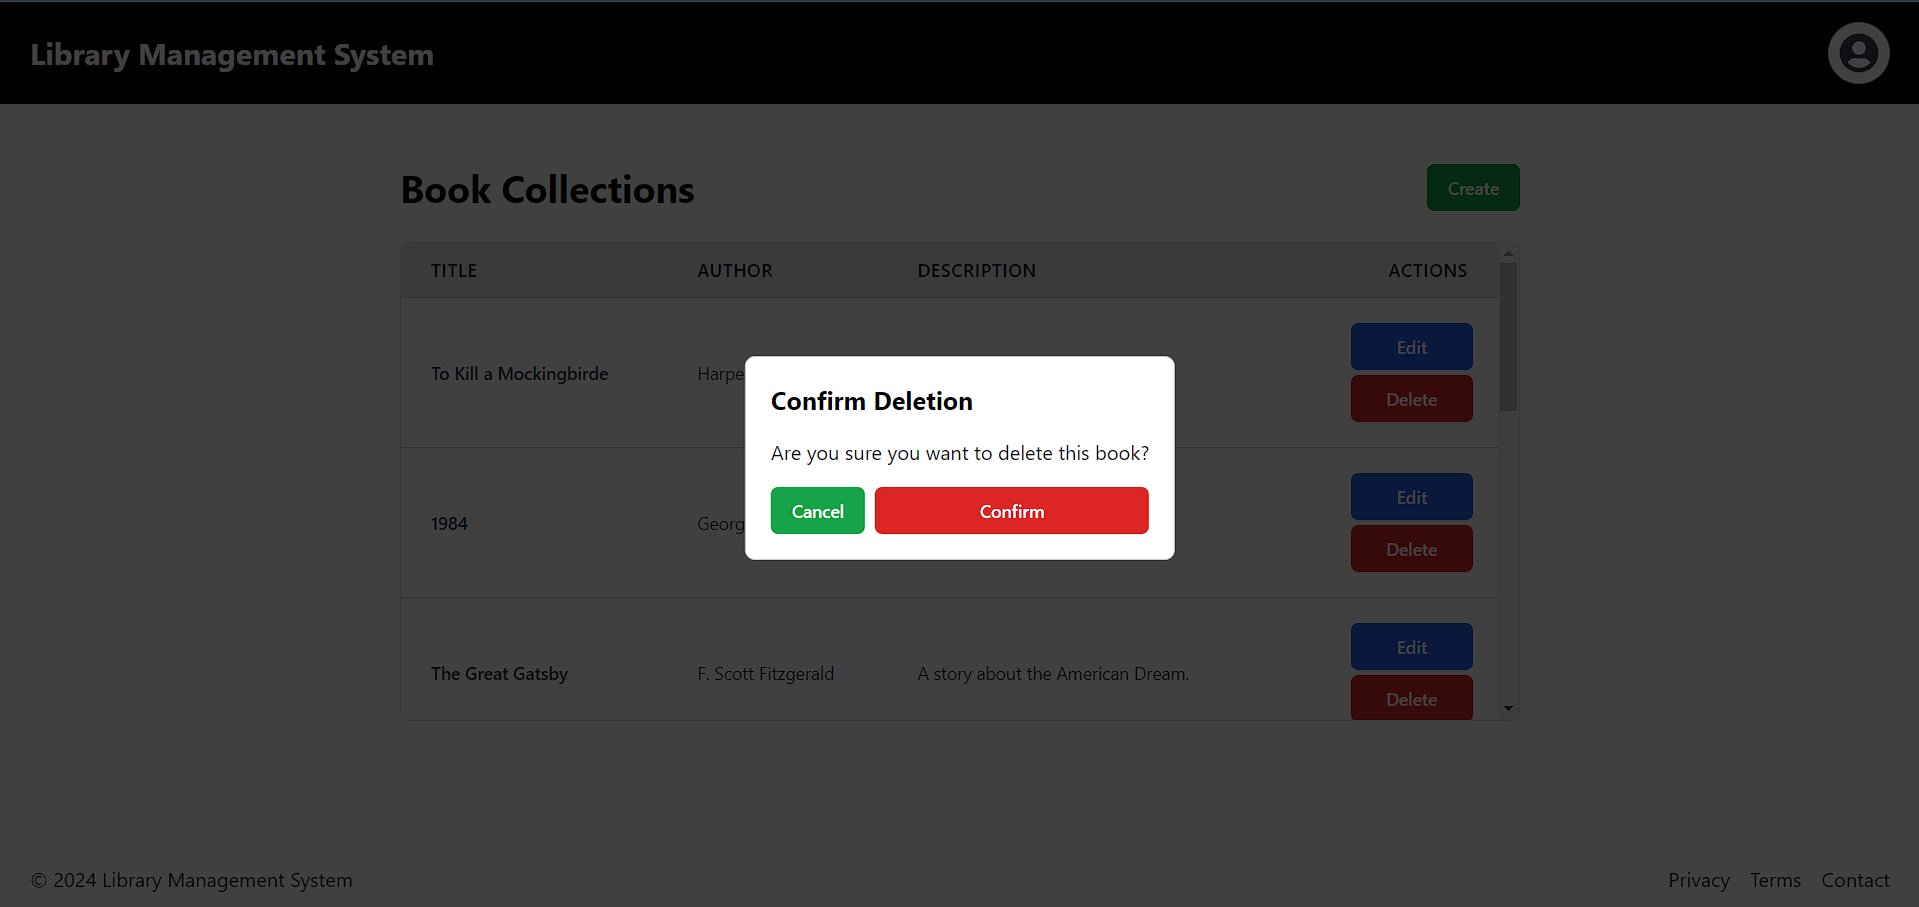 Library Management System
Book Collections
Create
TITLE AUTHOR DESCRIPTION ACTIONS
To Kill a Mockingbirde Harpe
Edit
Delete
Confirm Deletion
Are you sure you want to delete this book?
Cancel Confirm
1984 Georg
Edit
Delete
The Great Gatsby F. Scott Fitzgerald A story about the American Dream.
Edit
Delete
© 2024 Library Management System
Privacy Terms Contact